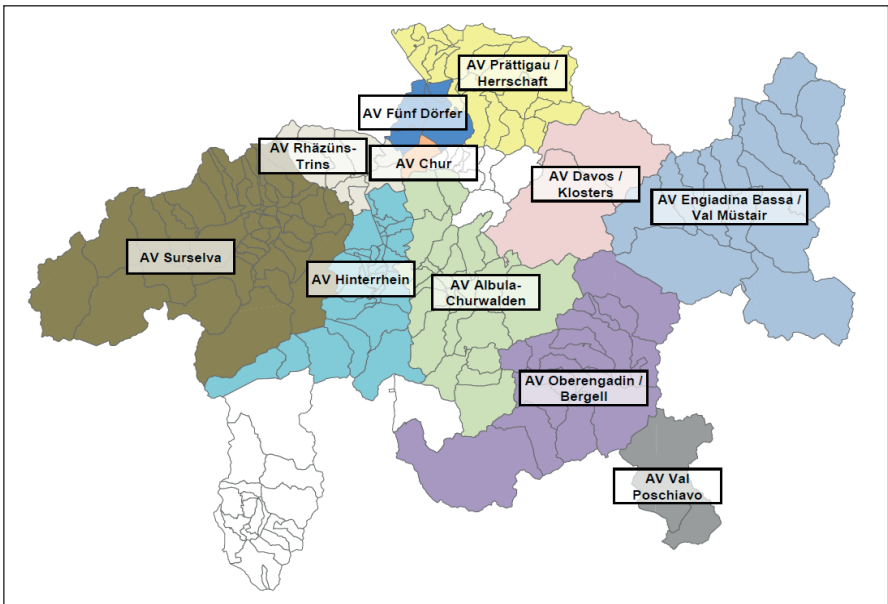 AV Prättigau /
Herrschaft
AV Fünf Dörfer
AV Rhäzüns-
Trins
AV Chur
AV Davos /
Klosters
AV Engiadina Bassa /
Val Müstair
AV Surselva
AV Hinterrhein
AV Albula-
Churwalden
AV Oberengadin /
Bergell
AV Val
Poschiavo